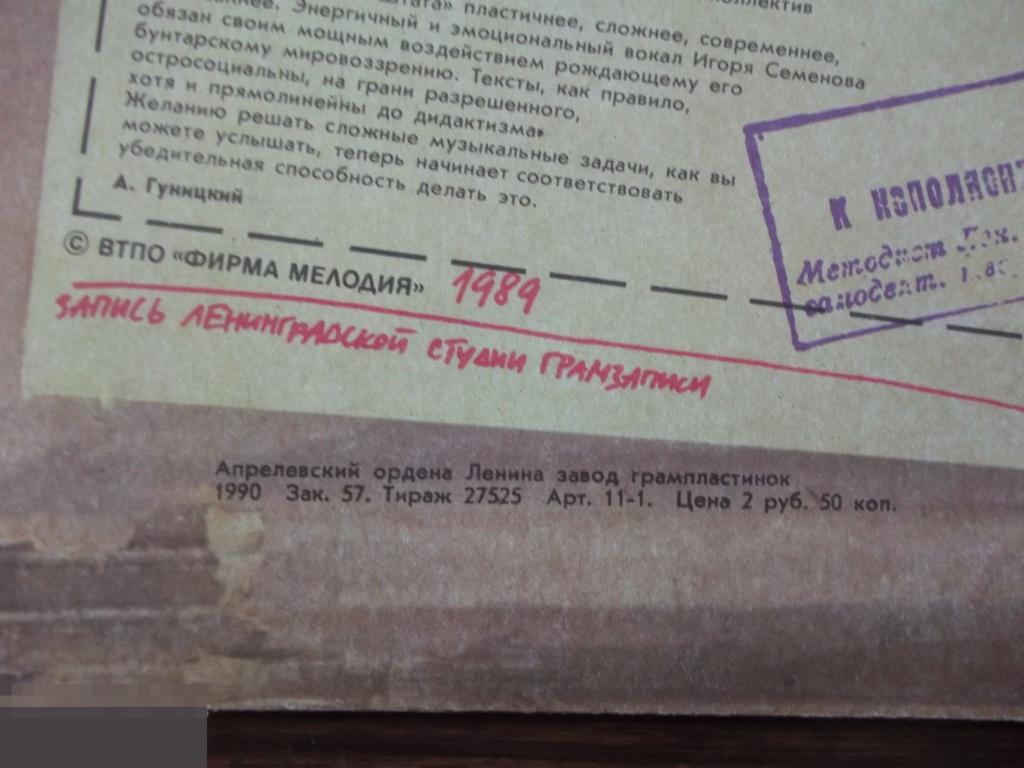 пластичнее, сложнее, современнее,
Энергичный и эмоциональный вокал Игоря Семенова
обязан своим мощным воздействием рождающему его
бунтарскому мировоззрению. Тексты, как правило,
остросоциальны, на грани разрешенного,
хотя и прямолинейны до дидактизма.
Желанию решать сложные музыкальные задачи, как вы
можете услышать, теперь начинает соответствовать
убедительная способность делать это.
А. Гуницкий
© ВТПО «ФИРМА МЕЛОДИЯ» 1989
ЗАПИСЬ ЛЕНИНГРАДСКОЙ СТУДИИ ГРАМЗАПИСИ
К ИСПОЛНЕНИ
Методист
самодеят.
Апрелевский ордена Ленина завод грампластинок
1990 Зак. 57. Тираж 27525 Арт. 11-1. Цена 2 руб. 50 коп.